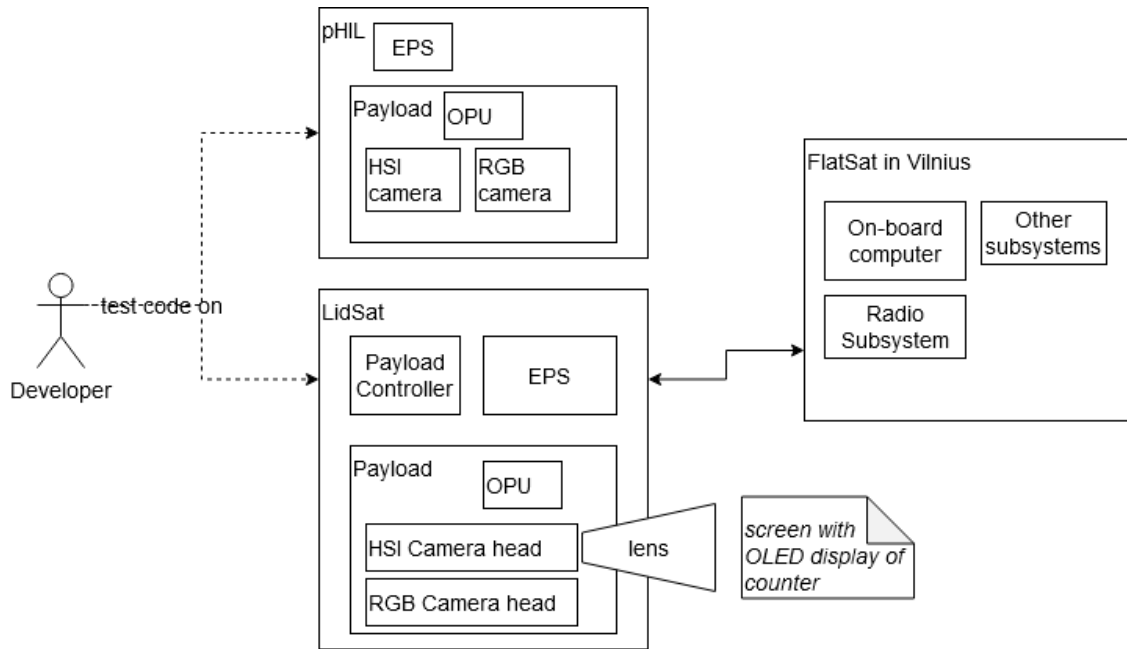 pHIL
EPS
Payload
OPU
HSI
camera
RGB
camera
FlatSat in Vilnius
On-board
computer
Other
subsystems
Radio
Subsystem
test code on
Developer
LidSat
Payload
Controller
EPS
Payload
OPU
HSI Camera head
lens
RGB Camera head
screen with
OLED display of
counter